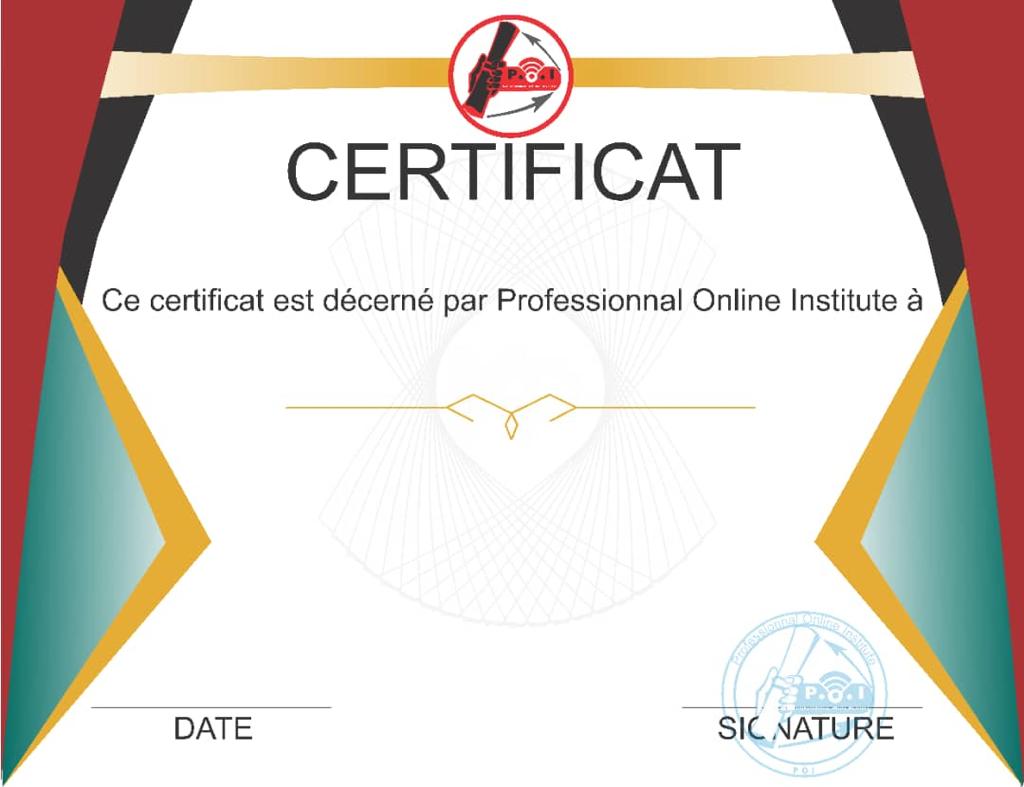 P.O.I
CERTIFICAT
Ce certificat est décerné par Professionnal Online Institute à
Professionnal Online Institute
P.O.I
DATE
SIGNATURE
POI